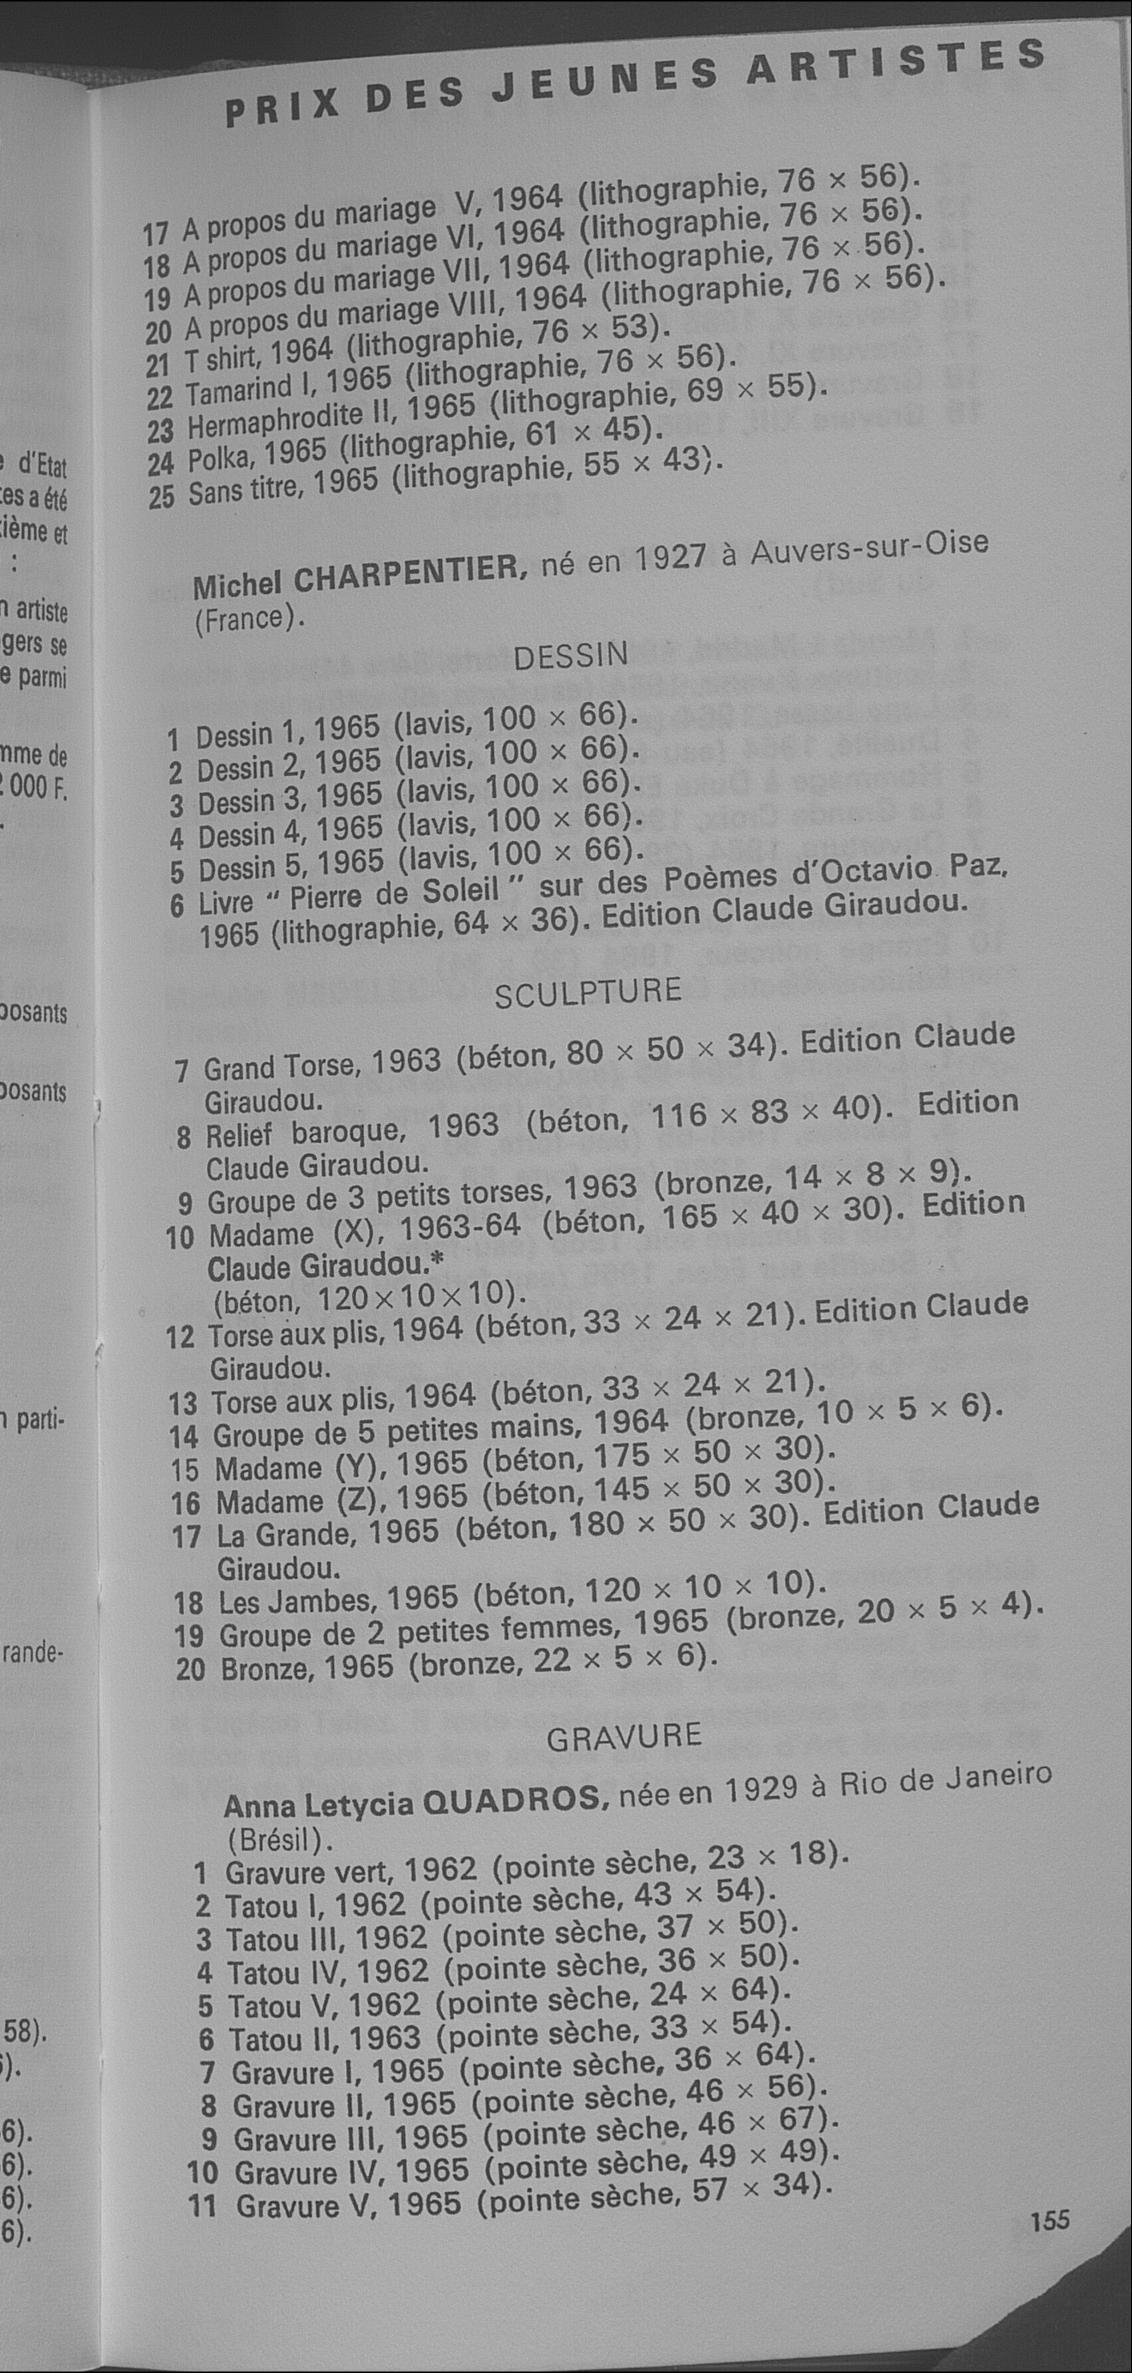 PRIX DES JEUNES ARTISTES
17 A propos du mariage V, 1964 (lithographie, 76 × 56).
18 A propos du mariage VI, 1964 (lithographie, 76 × 56).
19 A propos du mariage VII, 1964 (lithographie, 76 × 56).
20 A propos du mariage VIII, 1964 (lithographie, 76 × 56).
21 T shirt, 1964 (lithographie, 76 × 53).
22 Tamarind I, 1965 (lithographie, 76 × 56).
23 Hermaphrodite II, 1965 (lithographie, 69 × 55).
24 Polka, 1965 (lithographie, 61 × 45).
25 Sans titre, 1965 (lithographie, 55 × 43).
Michel CHARPENTIER, né en 1927 à Auvers-sur-Oise
(France).
DESSIN
1 Dessin 1, 1965 (lavis, 100 × 66).
2 Dessin 2, 1965 (lavis, 100 × 66).
3 Dessin 3, 1965 (lavis, 100 × 66).
4 Dessin 4, 1965 (lavis, 100 × 66).
5 Dessin 5, 1965 (lavis, 100 × 66).
6 Livre " Pierre de Soleil " sur des Poèmes d'Octavio Paz,
1965 (lithographie, 64 × 36). Edition Claude Giraudou.
SCULPTURE
7 Grand Torse, 1963 (béton, 80 × 50 × 34). Edition Claude
Giraudou.
8 Relief baroque, 1963 (béton, 116 × 83 × 40). Edition
Claude Giraudou.
9 Groupe de 3 petits torses, 1963 (bronze, 14 × 8 × 9).
10 Madame (X), 1963-64 (béton, 165 × 40 × 30). Edition
Claude Giraudou.*
(béton, 120 × 10 × 10).
12 Torse aux plis, 1964 (béton, 33 × 24 × 21). Edition Claude
Giraudou.
13 Torse aux plis, 1964 (béton, 33 × 24 × 21).
14 Groupe de 5 petites mains, 1964 (bronze, 10 × 5 × 6).
15 Madame (Y), 1965 (béton, 175 × 50 × 30).
16 Madame (Z), 1965 (béton, 145 × 50 × 30).
17 La Grande, 1965 (béton, 180 × 50 × 30). Edition Claude
Giraudou.
18 Les Jambes, 1965 (béton, 120 × 10 × 10).
19 Groupe de 2 petites femmes, 1965 (bronze, 20 × 5 × 4).
20 Bronze, 1965 (bronze, 22 × 5 × 6).
GRAVURE
Anna Letycia QUADROS, née en 1929 à Rio de Janeiro
(Brésil).
1 Gravure vert, 1962 (pointe sèche, 23 × 18).
2 Tatou I, 1962 (pointe sèche, 43 × 54).
3 Tatou III, 1962 (pointe sèche, 37 × 50).
4 Tatou IV, 1962 (pointe sèche, 36 × 50).
5 Tatou V, 1962 (pointe sèche, 24 × 64).
6 Tatou II, 1963 (pointe sèche, 33 × 54).
7 Gravure I, 1965 (pointe sèche, 36 × 64).
8 Gravure II, 1965 (pointe sèche, 46 × 56).
9 Gravure III, 1965 (pointe sèche, 46 × 67).
10 Gravure IV, 1965 (pointe sèche, 49 × 49).
11 Gravure V, 1965 (pointe sèche, 57 × 34).
155